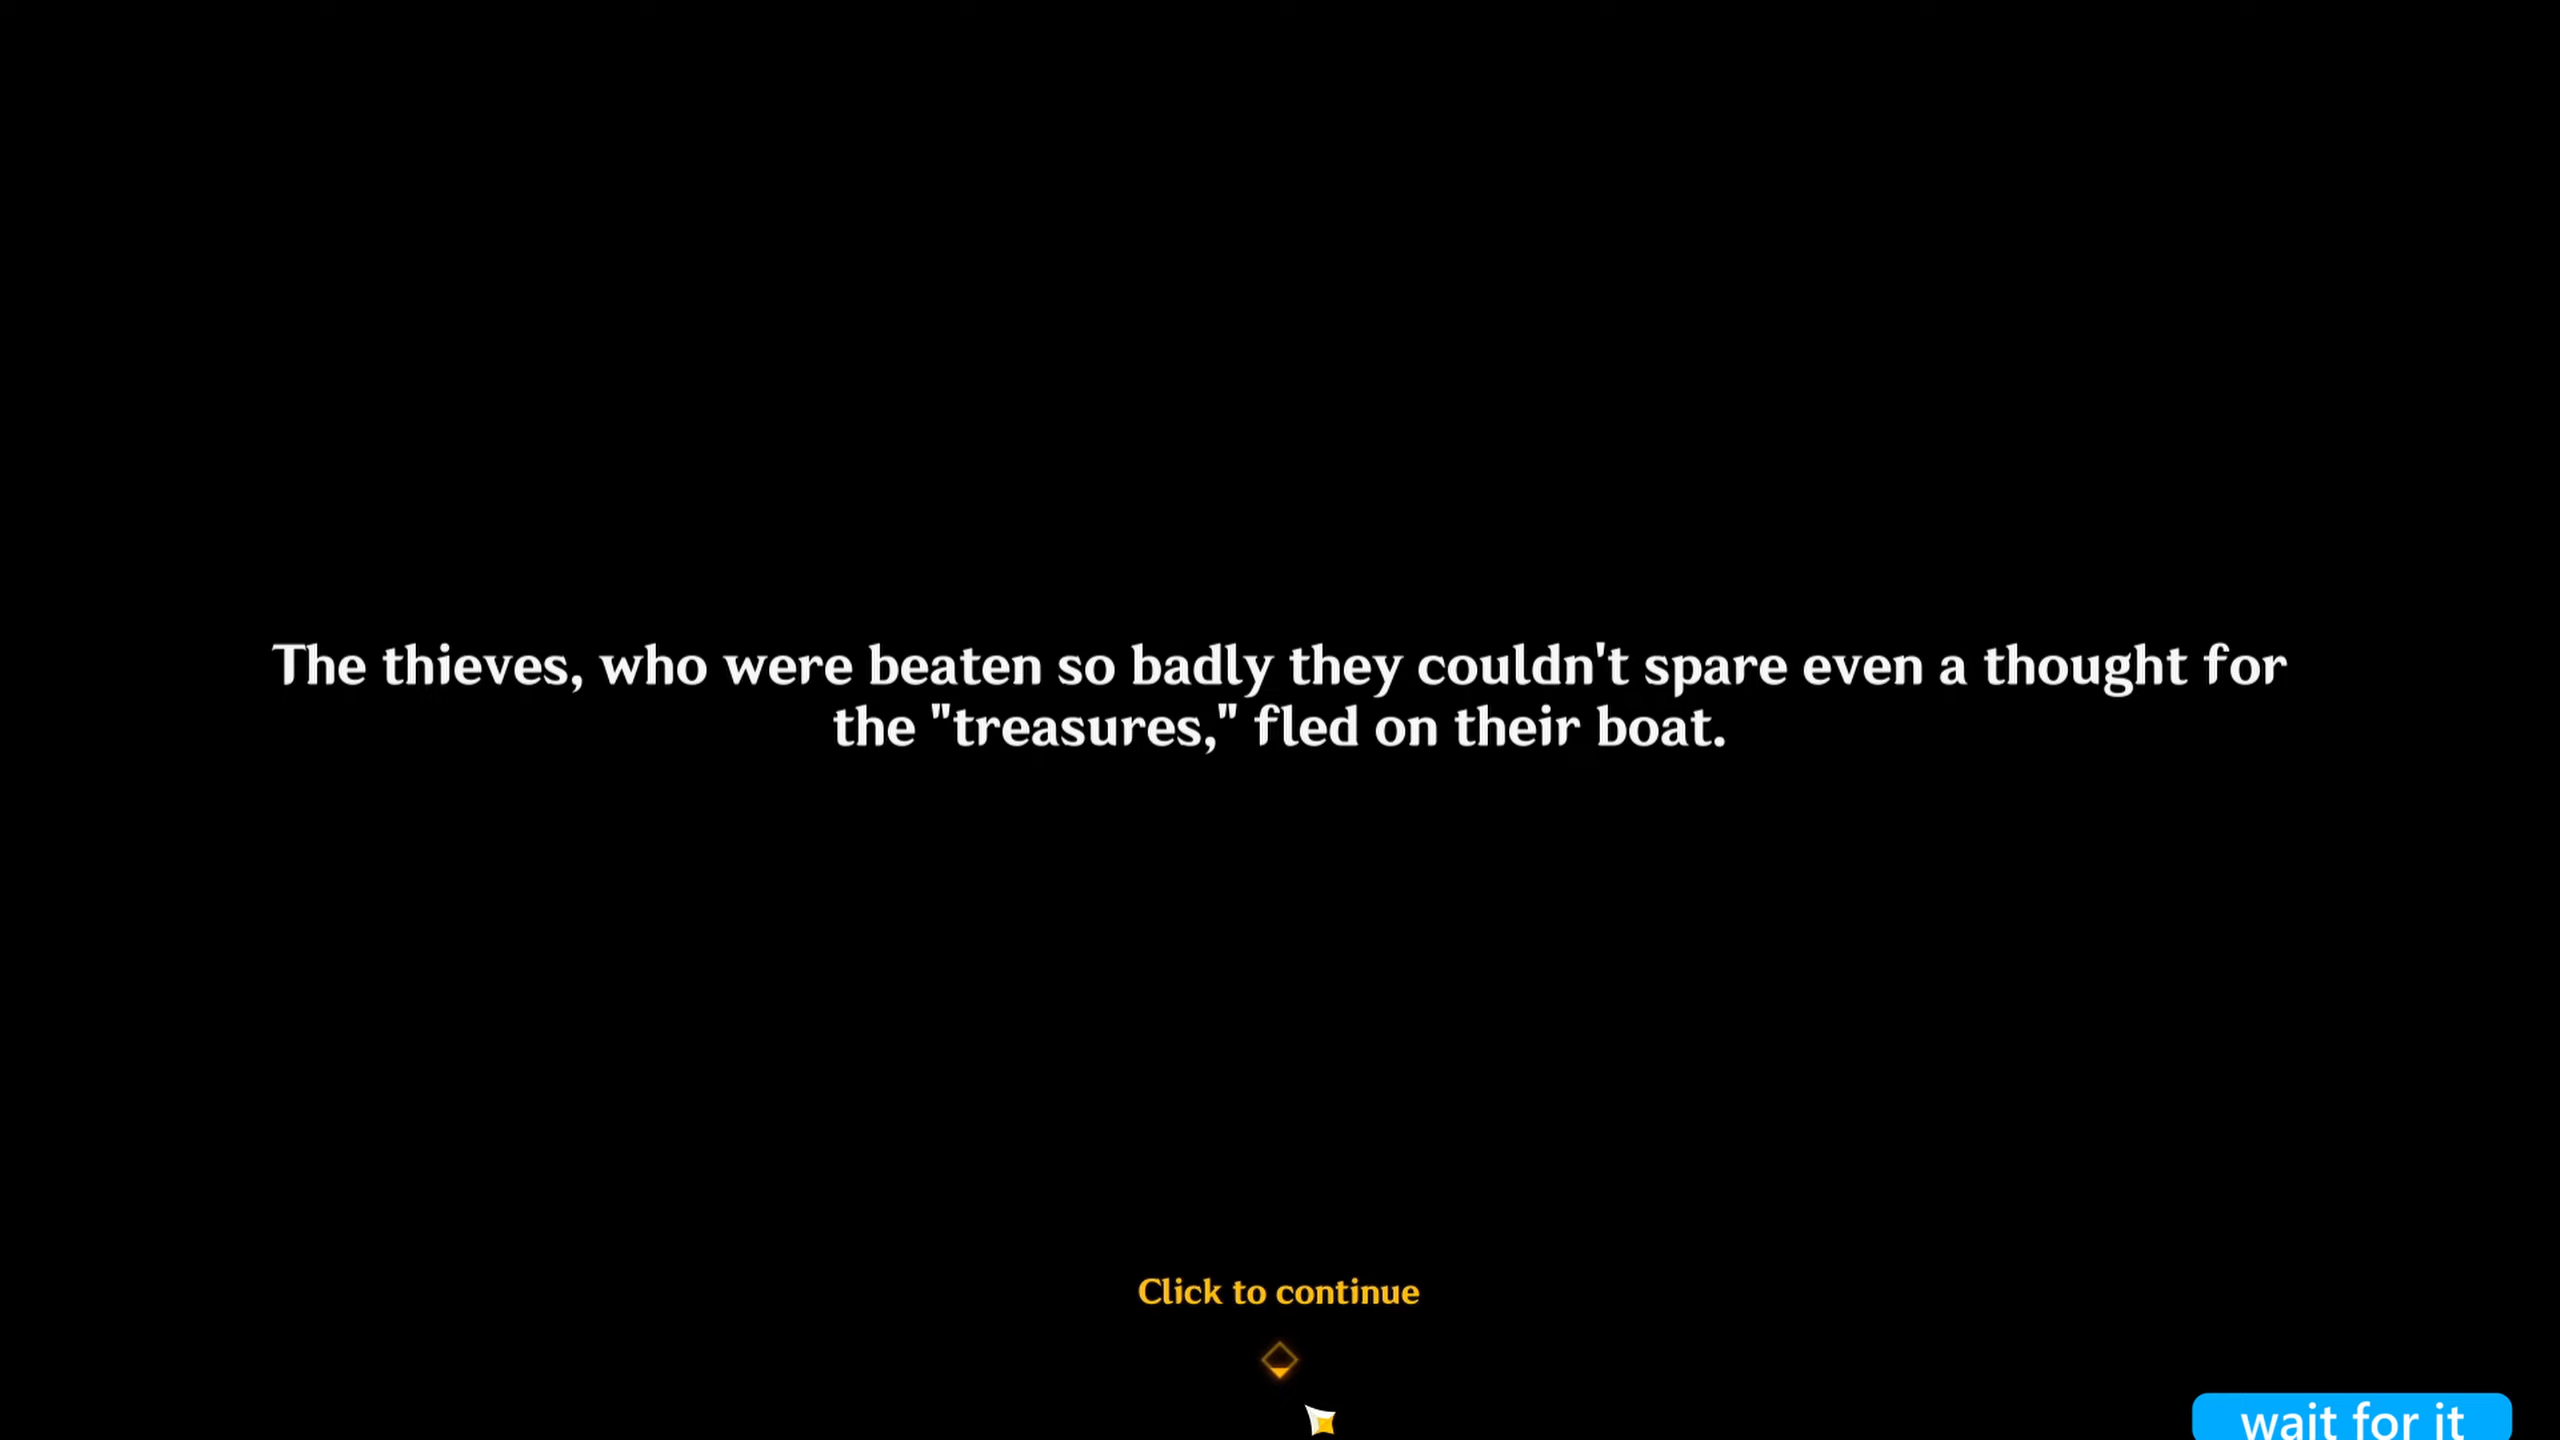 The thieves, who were beaten so badly they couldn't spare even a thought for
the "treasures," fled on their boat.
Click to continue
wait for it